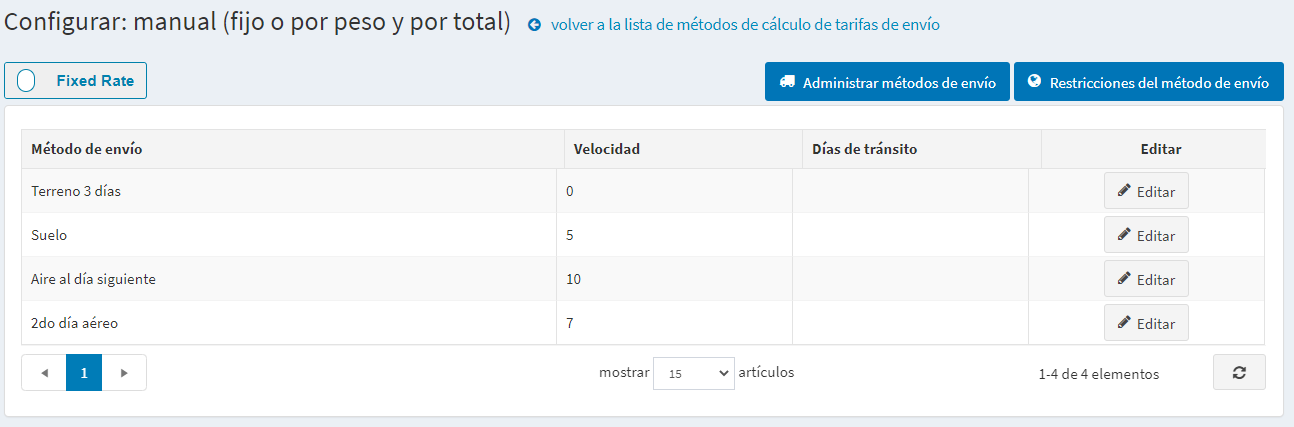 Configurar: manual (fijo o por peso y por total) volver a la lista de métodos de cálculo de tarifas de envío
Fixed Rate Administrar métodos de envío Restricciones del método de envío
Método de envío Velocidad Días de tránsito Editar
Terreno 3 días 0 Editar
Suelo 5 Editar
Aire al día siguiente 10 Editar
2do día aéreo 7 Editar
1 mostrar 15 artículos 1-4 de 4 elementos